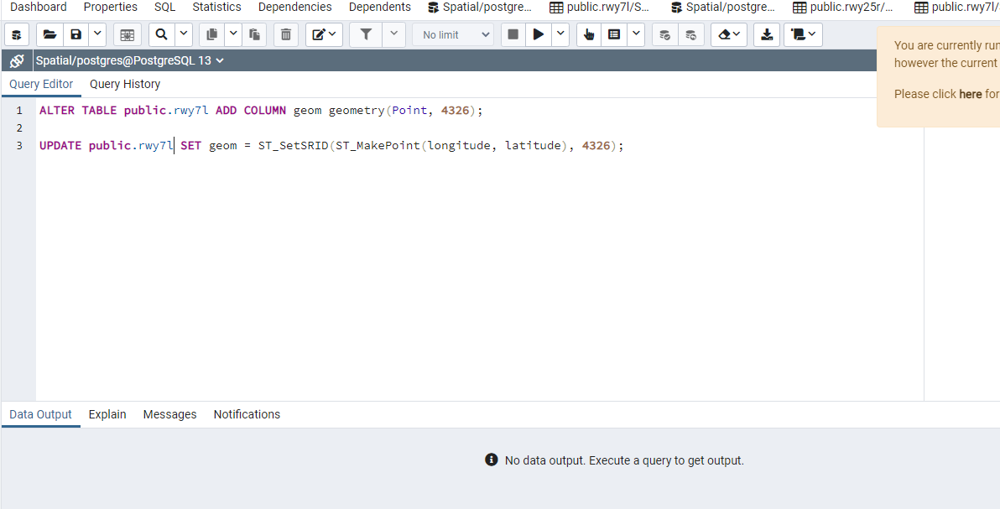 Dashboard Properties SQL Statistics Dependencies Dependents Spatial/postgre... public.rwy7l/S... Spatial/postgre... public.rwy25r/... public.rwy7l/
No limit
You are currently run
however the current
Please click here for
Spatial/postgres@PostgreSQL 13
Query Editor Query History
1 ALTER TABLE public.rwy7l ADD COLUMN geom geometry(Point, 4326);
2
3 UPDATE public.rwy7l SET geom = ST_SetSRID(ST_MakePoint(longitude, latitude), 4326);
Data Output Explain Messages Notifications
No data output. Execute a query to get output.